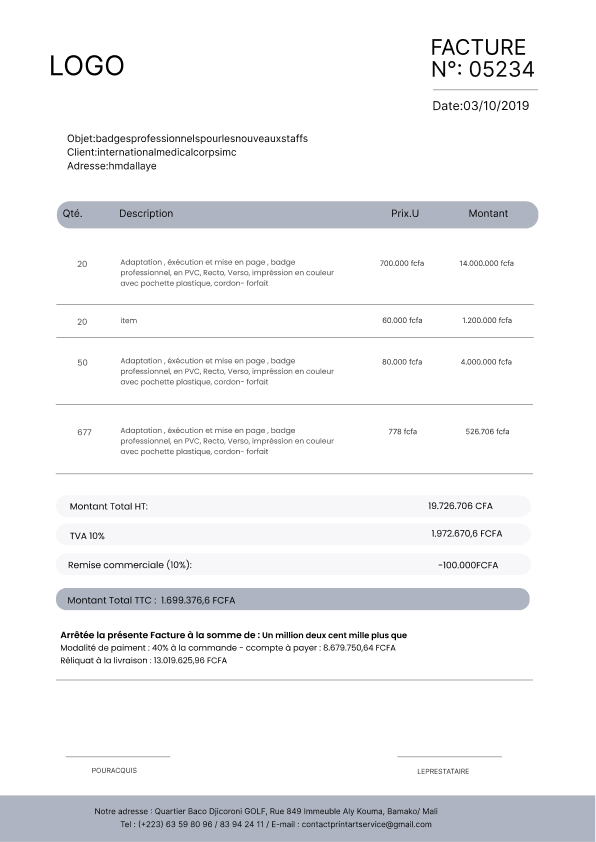 LOGO
FACTURE
N°: 05234
Date:03/10/2019
Objet:badgesprofessionnelspourlesnouveauxstaffs
Client:internationalmedicalcorpsimc
Adresse:hmdallaye
Qté. Description Prix.U Montant
20 Adaptation , éxécution et mise en page , badge 700.000 fcfa 14.000.000 fcfa
professionnel, en PVC, Recto, Verso, impréssion en couleur
avec pochette plastique, cordon- forfait
20 item 60.000 fcfa 1.200.000 fcfa
50 Adaptation , éxécution et mise en page , badge 80.000 fcfa 4.000.000 fcfa
professionnel, en PVC, Recto, Verso, impréssion en couleur
avec pochette plastique, cordon- forfait
677 Adaptation , éxécution et mise en page , badge 778 fcfa 526.706 fcfa
professionnel, en PVC, Recto, Verso, impréssion en couleur
avec pochette plastique, cordon- forfait
Montant Total HT: 19.726.706 CFA
TVA 10% 1.972.670,6 FCFA
Remise commerciale (10%): -100.000FCFA
Montant Total TTC : 1.699.376,6 FCFA
Arrêtée la présente Facture à la somme de : Un million deux cent mille plus que
Modalité de paiment : 40% à la commande - ccompte à payer : 8.679.750,64 FCFA
Réliquat à la livraison : 13.019.625,96 FCFA
POURACQUIS LEPRESTATAIRE
Notre adresse : Quartier Baco Djicoroni GOLF, Rue 849 Immeuble Aly Kouma, Bamako/ Mali
Tel : (+223) 63 59 80 96 / 83 94 24 11 / E-mail : contactprintartservice@gmail.com